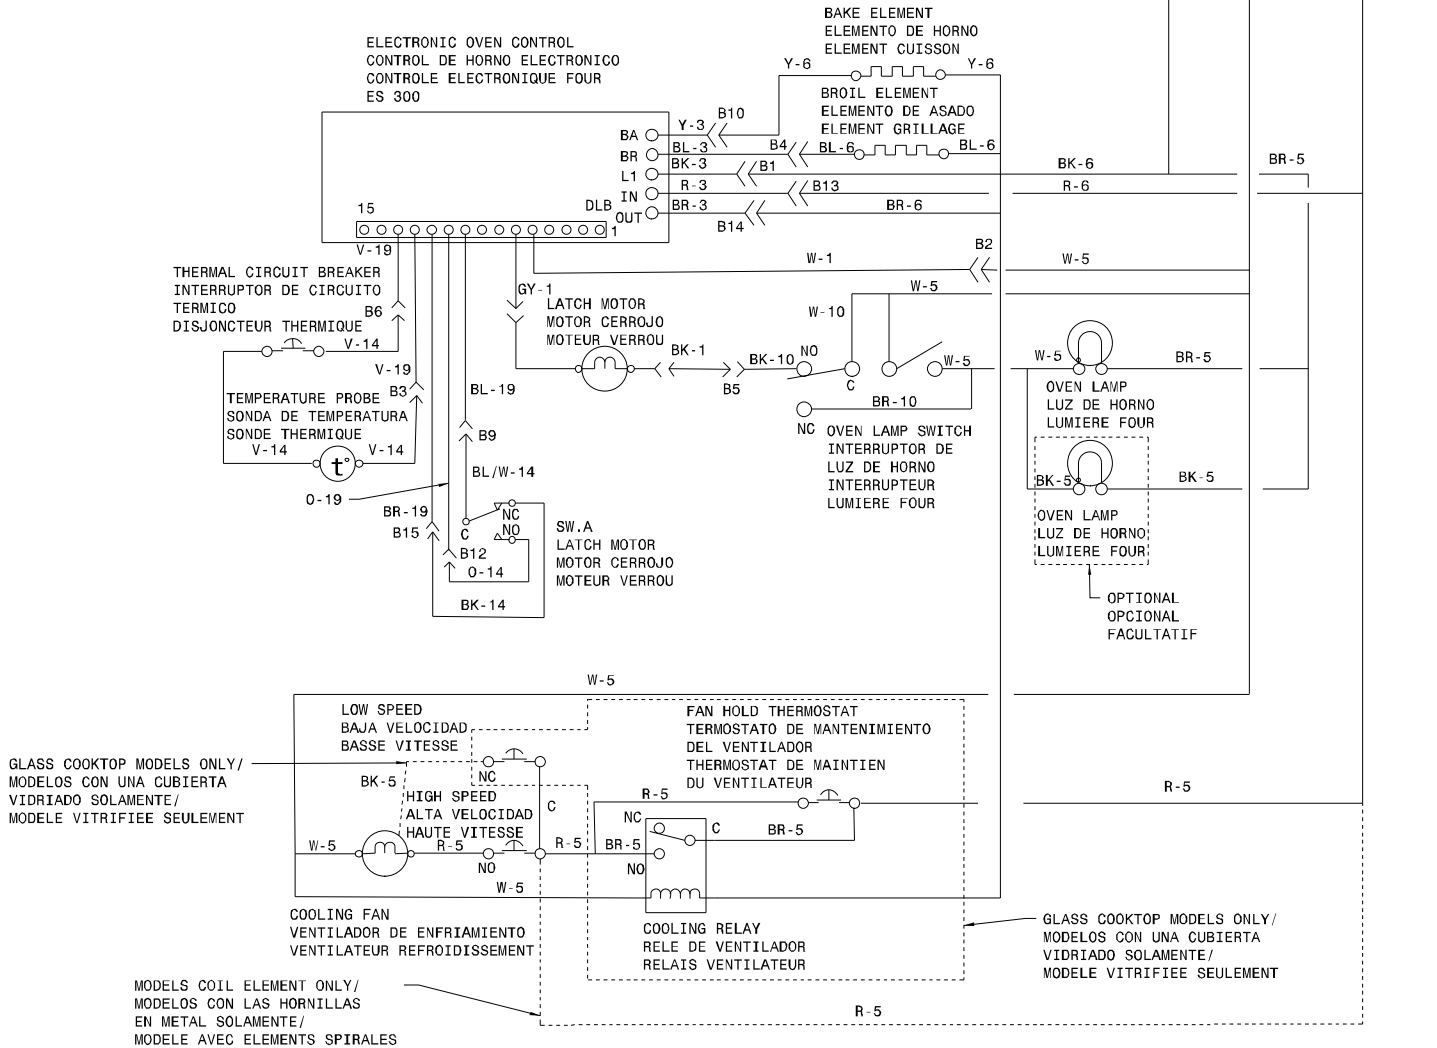 BAKE ELEMENT
ELEMENTO DE HORNO
ELEMENT CUISSON
Y-6
Y-6
ELECTRONIC OVEN CONTROL
CONTROL DE HORNO ELECTRONICO
CONTROLE ELECTRONIQUE FOUR
ES 300
BROIL ELEMENT
ELEMENTO DE ASADO
ELEMENT GRILLAGE
BA
Y-3
B10
BR
BL-3
B4
BL-6
BL-6
L1
BK-3
B1
BK-6
BR-5
IN
R-3
B13
R-6
DLB
OUT
BR-3
B14
BR-6
15
1
V-19
W-1
B2
W-5
THERMAL CIRCUIT BREAKER
INTERRUPTOR DE CIRCUITO
TERMICO
DISJONCTEUR THERMIQUE
B6
V-14
GY-1
LATCH MOTOR
MOTOR CERROJO
MOTEUR VERROU
W-5
W-10
BK-1
B5
BK-10
NO
C
W-5
W-5
BR-5
OVEN LAMP
LUZ DE HORNO
LUMIERE FOUR
V-19
B3
BL-19
BR-10
NC
OVEN LAMP SWITCH
INTERRUPTOR DE
LUZ DE HORNO
INTERRUPTEUR
LUMIERE FOUR
TEMPERATURE PROBE
SONDA DE TEMPERATURA
SONDE THERMIQUE
V-14
V-14
t°
B9
BL/W-14
O-19
BR-19
B15
BK-5
BK-5
OVEN LAMP
LUZ DE HORNO
LUMIERE FOUR
OPTIONAL
OPCIONAL
FACULTATIF
NC
NO
C
B12
O-14
BK-14
SW.A
LATCH MOTOR
MOTOR CERROJO
MOTEUR VERROU
W-5
LOW SPEED
BAJA VELOCIDAD
BASSE VITESSE
FAN HOLD THERMOSTAT
TERMOSTATO DE MANTENIMIENTO
DEL VENTILADOR
THERMOSTAT DE MAINTIEN
DU VENTILATEUR
GLASS COOKTOP MODELS ONLY/
MODELOS CON UNA CUBIERTA
VIDRIADO SOLAMENTE/
MODELE VITRIFIEE SEULEMENT
BK-5
NC
HIGH SPEED
ALTA VELOCIDAD
HAUTE VITESSE
C
R-5
R-5
NC
C
BR-5
W-5
R-5
NO
R-5
BR-5
NO
W-5
COOLING FAN
VENTILADOR DE ENFRIAMIENTO
VENTILATEUR REFROIDISSEMENT
COOLING RELAY
RELE DE VENTILADOR
RELAIS VENTILATEUR
GLASS COOKTOP MODELS ONLY/
MODELOS CON UNA CUBIERTA
VIDRIADO SOLAMENTE/
MODELE VITRIFIEE SEULEMENT
MODELS COIL ELEMENT ONLY/
MODELOS CON LAS HORNILLAS
EN METAL SOLAMENTE/
MODELE AVEC ELEMENTS SPIRALES
R-5